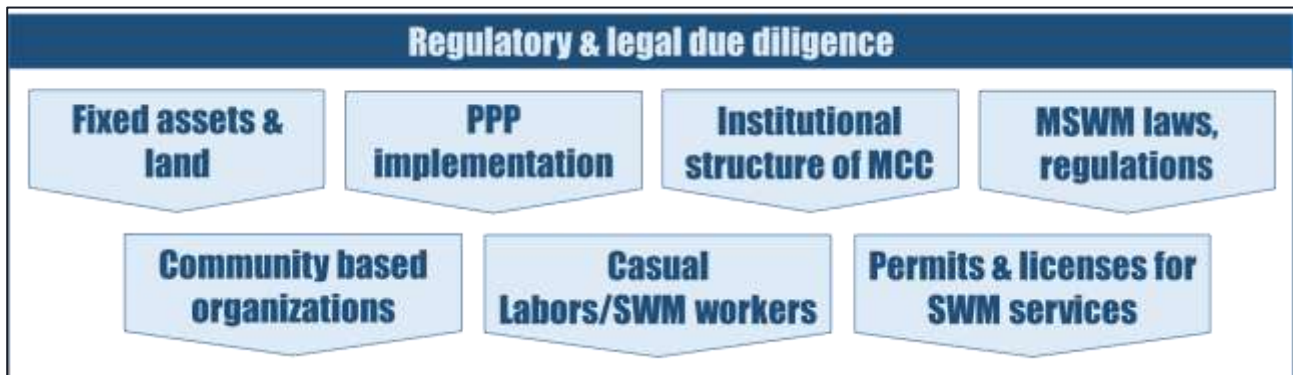 Regulatory & legal due diligence
Fixed assets &
land
PPP
implementation
Institutional
structure of MCC
MSWM laws,
regulations
Community based
organizations
Casual
Labors/SWM workers
Permits & licenses for
SWM services